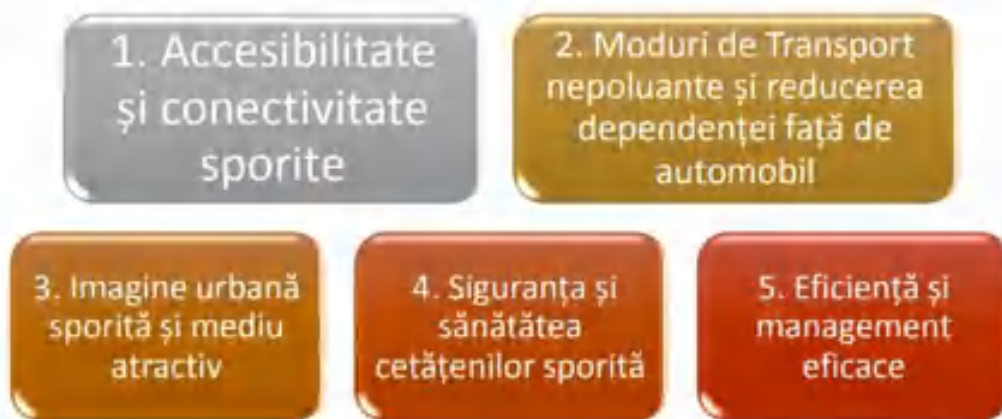 1. Accesibilitate
și conectivitate
sporite
2. Moduri de Transport
nepoluante și reducerea
dependenței față de
automobil
3. Imagine urbană
sporită și mediu
atractiv
4. Siguranța și
sănătatea
cetățenilor sporită
5. Eficiență și
management
eficace